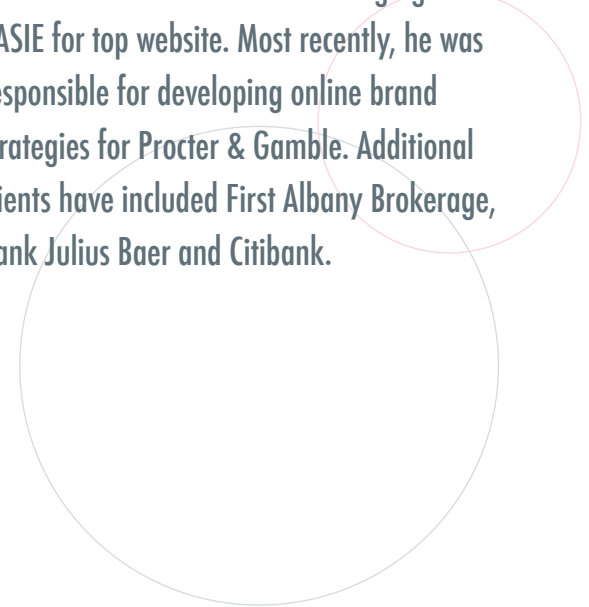 ASIE for top website. Most recently, he was
esponsible for developing online brand
rategies for Procter & Gamble. Additional
ients have included First Albany Brokerage,
ank Julius Baer and Citibank.